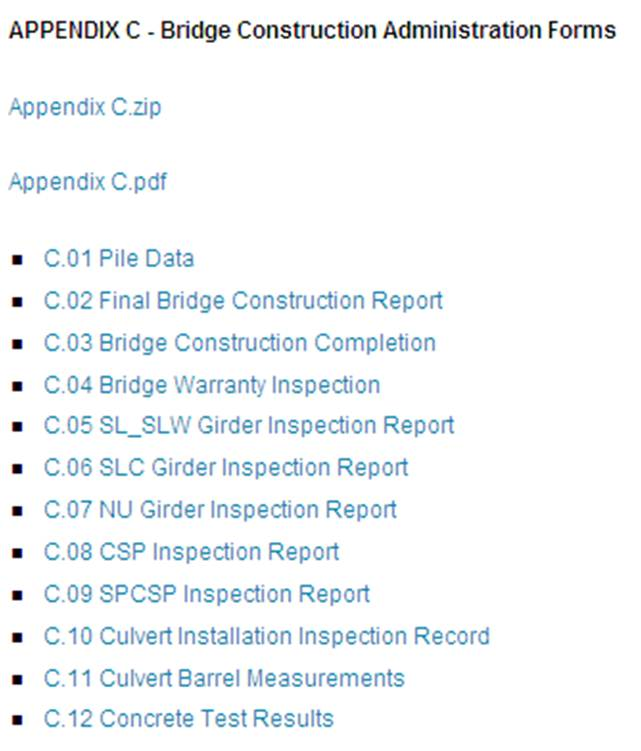 APPENDIX C - Bridge Construction Administration Forms
Appendix C.zip
Appendix C.pdf
C.01 Pile Data
C.02 Final Bridge Construction Report
C.03 Bridge Construction Completion
C.04 Bridge Warranty Inspection
C.05 SL_SLW Girder Inspection Report
C.06 SLC Girder Inspection Report
C.07 NU Girder Inspection Report
C.08 CSP Inspection Report
C.09 SPCSP Inspection Report
C.10 Culvert Installation Inspection Record
C.11 Culvert Barrel Measurements
C.12 Concrete Test Results